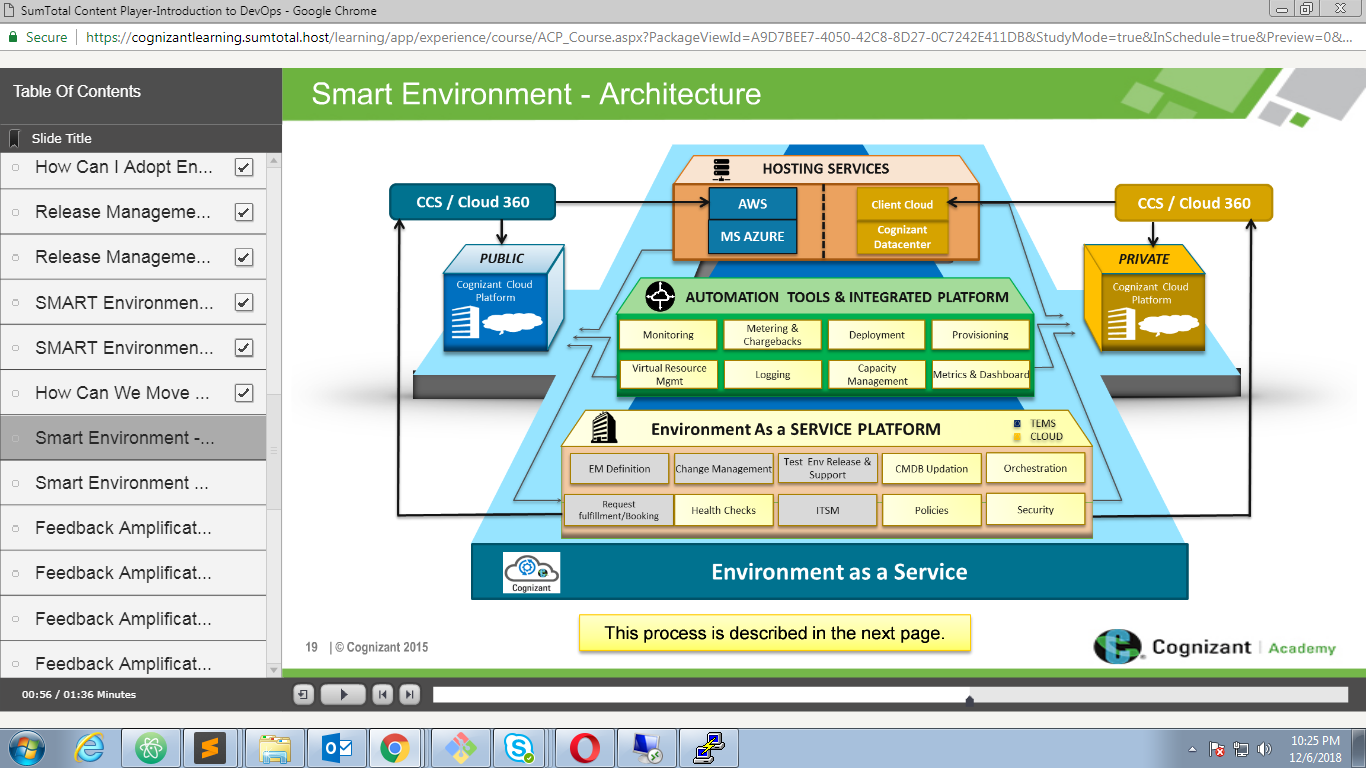 SumTotal Content Player-Introduction to DevOps - Google Chrome
Secure
https://cognizantlearning.sumtotal.host/learning/app/experience/course/ACP_Course.aspx?PackageViewId=A9D7BEE7-4050-42C8-8D27-0C7242E411DB&StudyMode=true&InSchedule=true&Preview=0&...
Table Of Contents
Slide Title
How Can I Adopt En...
Release Manageme...
Release Manageme...
SMART Environmen...
SMART Environmen...
How Can We Move ...
Smart Environment -...
Smart Environment ...
Feedback Amplificat...
Feedback Amplificat...
Feedback Amplificat...
Feedback Amplificat...
00:56 / 01:36 Minutes
Smart Environment - Architecture
HOSTING SERVICES
CCS / Cloud 360
AWS
MS AZURE
Client Cloud
Cognizant
Datacenter
CCS / Cloud 360
PUBLIC
Cognizant Cloud
Platform
PRIVATE
Cognizant Cloud
Platform
AUTOMATION TOOLS & INTEGRATED PLATFORM
Monitoring
Metering &
Chargebacks
Deployment
Provisioning
Virtual Resource
Mgmt
Logging
Capacity
Management
Metrics & Dashboard
Environment As a SERVICE PLATFORM
TEMS
CLOUD
EM Definition
Change Management
Test Env Release &
Support
CMDB Updation
Orchestration
Request
fulfillment/Booking
Health Checks
ITSM
Policies
Security
Cognizant
Environment as a Service
This process is described in the next page.
19 | © Cognizant 2015
Cognizant | Academy
10:25 PM
12/6/2018